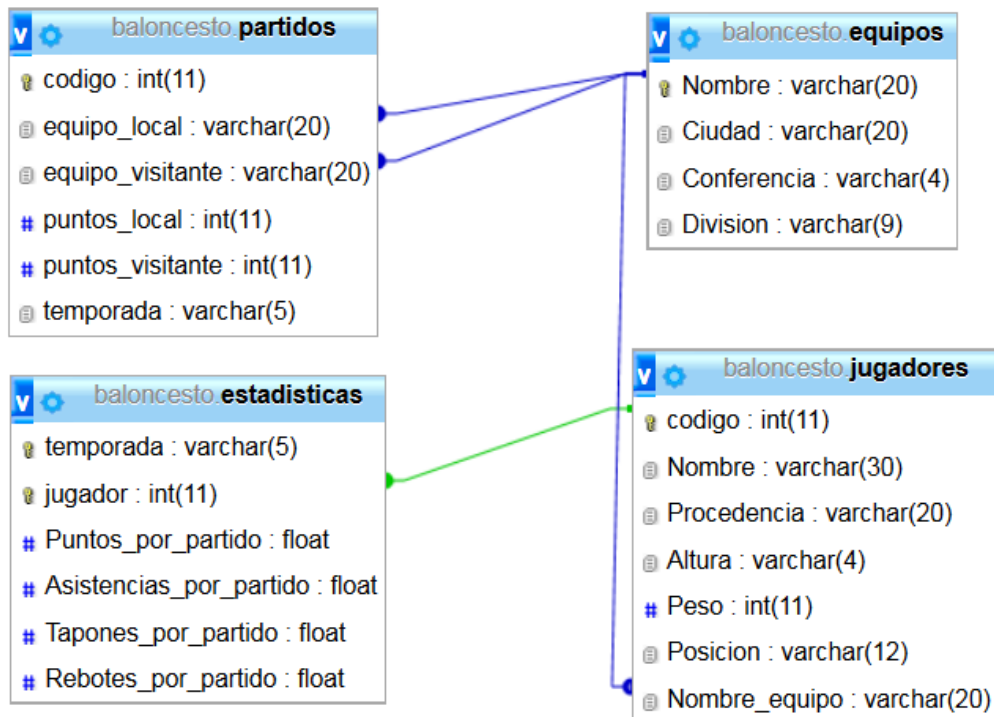 v baloncesto.partidos
codigo : int(11)
equipo_local : varchar(20)
equipo_visitante : varchar(20)
# puntos_local : int(11)
# puntos_visitante : int(11)
temporada : varchar(5)
v baloncesto.equipos
Nombre : varchar(20)
Ciudad : varchar(20)
Conferencia : varchar(4)
Division : varchar(9)
v baloncesto.estadisticas
temporada : varchar(5)
jugador : int(11)
# Puntos_por_partido : float
# Asistencias_por_partido : float
# Tapones_por_partido : float
# Rebotes_por_partido : float
v baloncesto.jugadores
codigo : int(11)
Nombre : varchar(30)
Procedencia : varchar(20)
Altura : varchar(4)
# Peso : int(11)
Posicion : varchar(12)
Nombre_equipo : varchar(20)